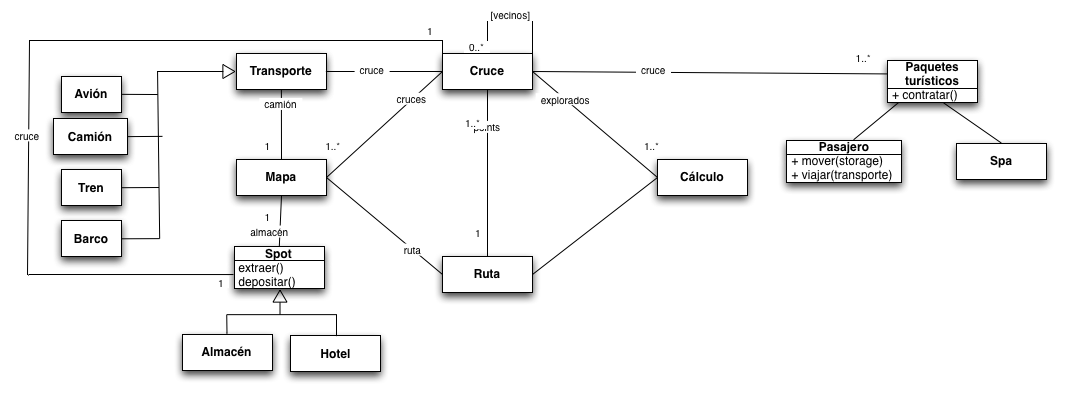 [vecinos]
1
0..*
Transporte
cruce
Cruce
cruce
1..*
Paquetes
turísticos
+ contratar()
Avión
camión
cruces
explorados
1..*
points
Camión
cruce
1
1..*
1..*
Pasajero
+ mover(storage)
+ viajar(transporte)
Spa
Mapa
Cálculo
Tren
1
almacén
1
Barco
ruta
Spot
extraer()
depositar()
1
Ruta
Almacén
Hotel